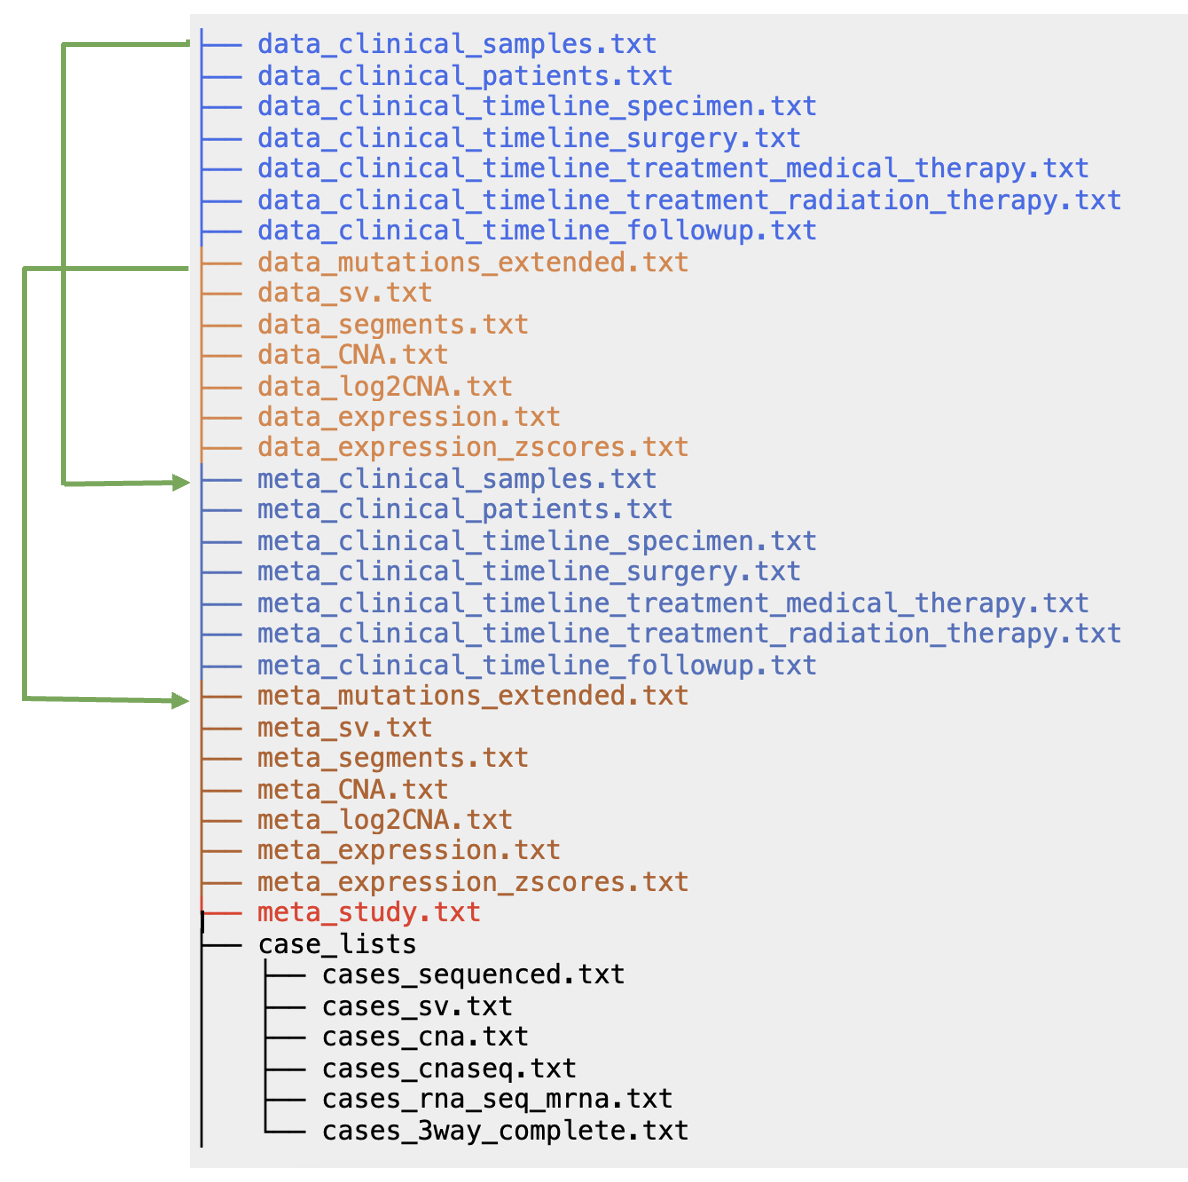 data_clinical_samples.txt
data_clinical_patients.txt
data_clinical_timeline_specimen.txt
data_clinical_timeline_surgery.txt
data_clinical_timeline_treatment_medical_therapy.txt
data_clinical_timeline_treatment_radiation_therapy.txt
data_clinical_timeline_followup.txt
data_mutations_extended.txt
data_sv.txt
data_segments.txt
data_CNA.txt
data_log2CNA.txt
data_expression.txt
data_expression_zscores.txt
meta_clinical_samples.txt
meta_clinical_patients.txt
meta_clinical_timeline_specimen.txt
meta_clinical_timeline_surgery.txt
meta_clinical_timeline_treatment_medical_therapy.txt
meta_clinical_timeline_treatment_radiation_therapy.txt
meta_clinical_timeline_followup.txt
meta_mutations_extended.txt
meta_sv.txt
meta_segments.txt
meta_CNA.txt
meta_log2CNA.txt
meta_expression.txt
meta_expression_zscores.txt
meta_study.txt
case_lists
cases_sequenced.txt
cases_sv.txt
cases_cna.txt
cases_cnaseq.txt
cases_rna_seq_mrna.txt
cases_3way_complete.txt